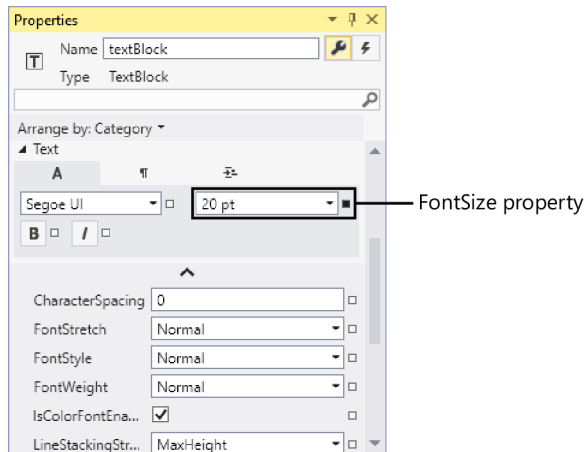 Properties
Name textBlock
T
Type TextBlock
Arrange by: Category
Text
A ¶
Segoe UI 20 pt FontSize property
B I
CharacterSpacing 0
FontStretch Normal
FontStyle Normal
FontWeight Normal
IsColorFontEna...
LineStackingStr... MaxHeight